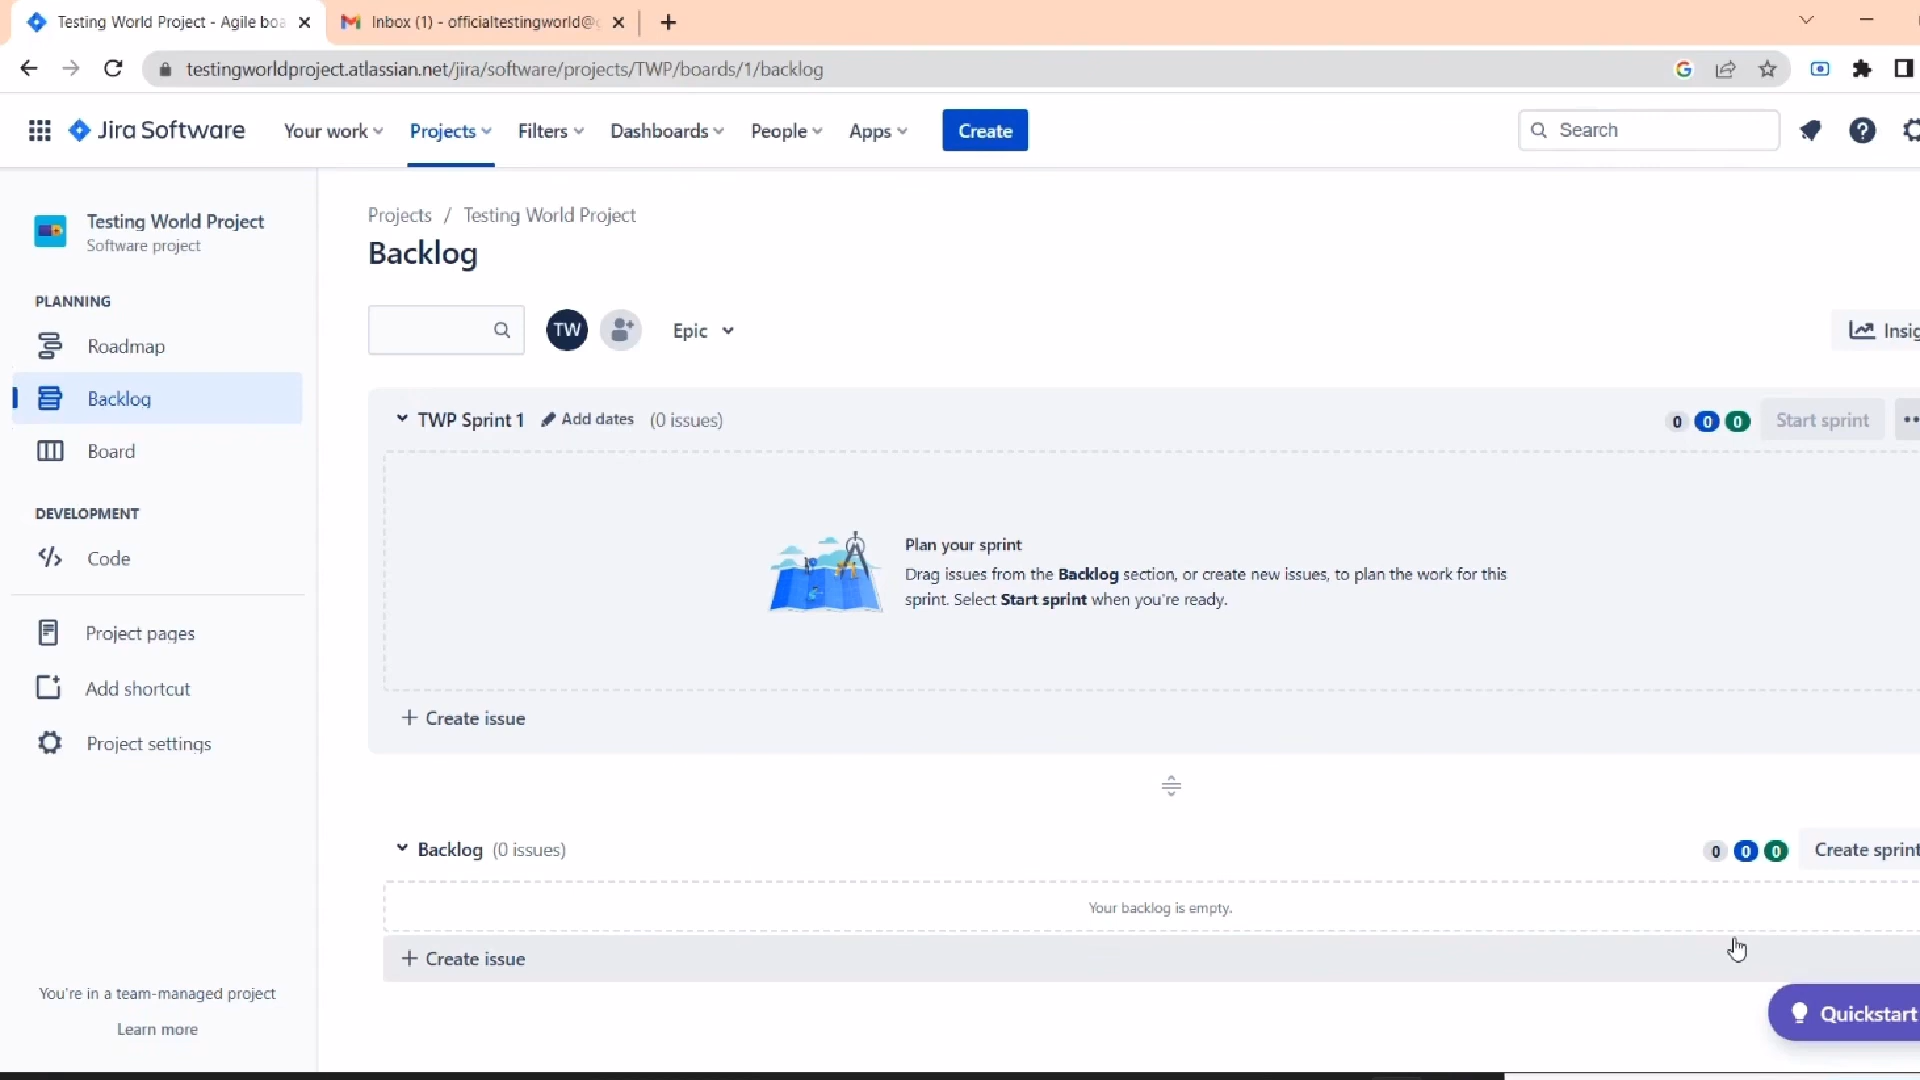 Testing World Project - Agile boa
Inbox (1) - officialtestingworld@g
testingworldproject.atlassian.net/jira/software/projects/TWP/boards/1/backlog
Jira Software
Your work
Projects
Filters
Dashboards
People
Apps
Create
Search
Testing World Project
Software project
PLANNING
Roadmap
Backlog
Board
DEVELOPMENT
Code
Project pages
Add shortcut
Project settings
You're in a team-managed project
Learn more
Projects / Testing World Project
Backlog
TW
Epic
Insig
TWP Sprint 1 Add dates (0 issues)
0 0 0
Start sprint
Plan your sprint
Drag issues from the Backlog section, or create new issues, to plan the work for this
sprint. Select Start sprint when you're ready.
+ Create issue
Backlog (0 issues)
0 0 0
Create sprint
Your backlog is empty.
+ Create issue
Quickstart